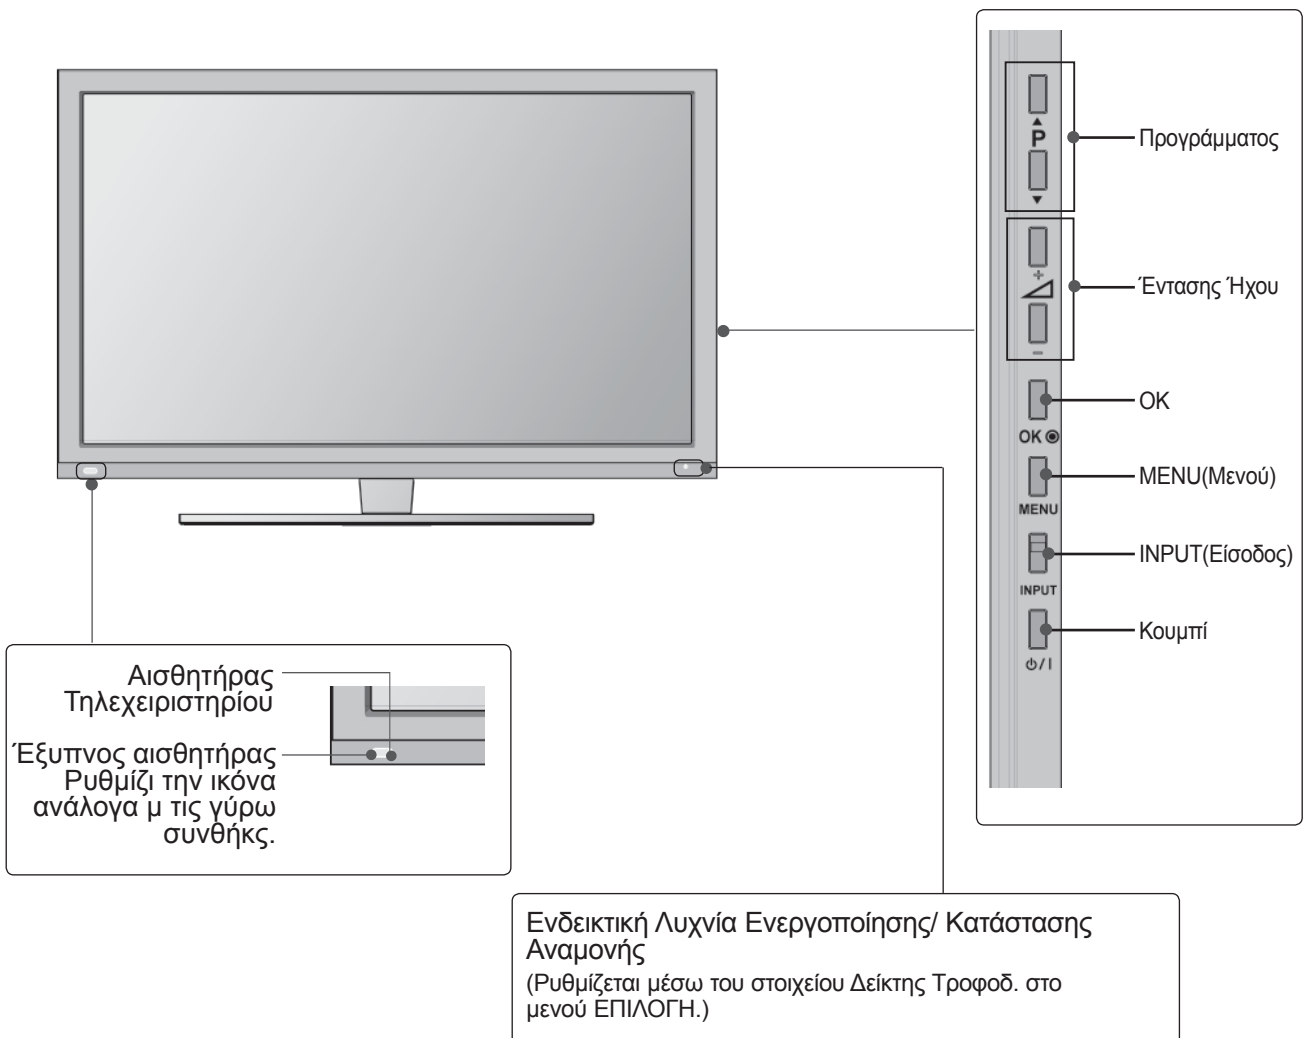 P
Προγράμματος
+
Έντασης Ήχου
-
OK
OK
MENU(Μενού)
MENU
INPUT(Είσοδος)
INPUT
Κουμπί
/ I
Αισθητήρας
Τηλεχειριστηρίου
Έξυπνος αισθητήρας
Ρυθμίζι την ικόνα
ανάλογα μ τις γύρω
συνθήκς.
Ενδεικτική Λυχνία Ενεργοποίησης/ Κατάστασης
Αναμονής
(Ρυθμίζεται μέσω του στοιχείου Δείκτης Τροφοδ. στο
μενού ΕΠΙΛΟΓΗ.)